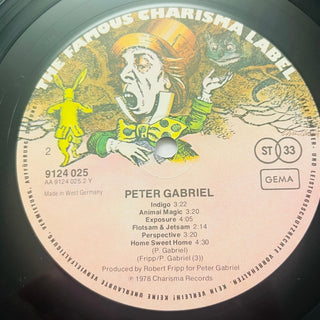 THE FAMOUS CHARISMA LABEL
2
9124 025
AA 9124 025 2 Y
Made in West Germany
ST 33
GEMA
PETER GABRIEL
Indigo 3:22
Animal Magic 3:20
Exposure 4:05
Flotsam & Jetsam 3:20
Perspective 3:20
Home Sweet Home 4:30
(P. Gabriel)
(Fripp/P. Gabriel (3))
Produced by Robert Fripp for Peter Gabriel
℗ 1978 Charisma Records